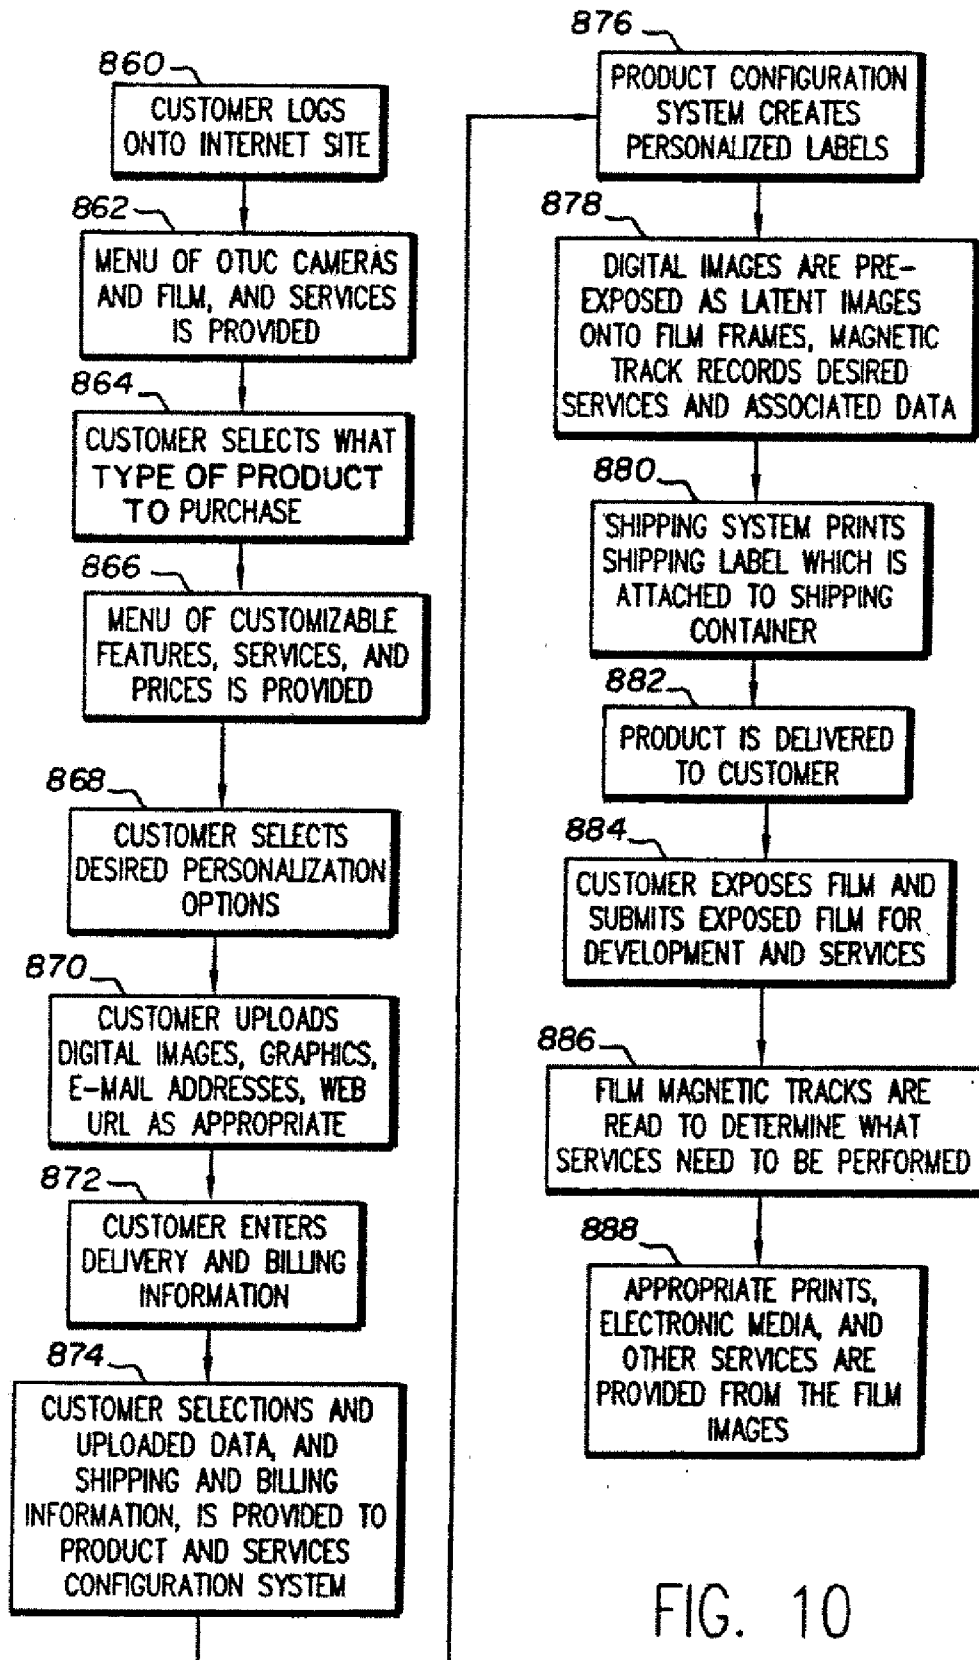 860
CUSTOMER LOGS
ONTO INTERNET SITE
862
MENU OF OTUC CAMERAS
AND FILM, AND SERVICES
IS PROVIDED
864
CUSTOMER SELECTS WHAT
TYPE OF PRODUCT
TO PURCHASE
866
MENU OF CUSTOMIZABLE
FEATURES, SERVICES, AND
PRICES IS PROVIDED
868
CUSTOMER SELECTS
DESIRED PERSONALIZATION
OPTIONS
870
CUSTOMER UPLOADS
DIGITAL IMAGES, GRAPHICS,
E-MAIL ADDRESSES, WEB
URL AS APPROPRIATE
872
CUSTOMER ENTERS
DELIVERY AND BILLING
INFORMATION
874
CUSTOMER SELECTIONS AND
UPLOADED DATA, AND
SHIPPING AND BILLING
INFORMATION, IS PROVIDED TO
PRODUCT AND SERVICES
CONFIGURATION SYSTEM
876
PRODUCT CONFIGURATION
SYSTEM CREATES
PERSONALIZED LABELS
878
DIGITAL IMAGES ARE PRE-
EXPOSED AS LATENT IMAGES
ONTO FILM FRAMES, MAGNETIC
TRACK RECORDS DESIRED
SERVICES AND ASSOCIATED DATA
880
SHIPPING SYSTEM PRINTS
SHIPPING LABEL WHICH IS
ATTACHED TO SHIPPING
CONTAINER
882
PRODUCT IS DELIVERED
TO CUSTOMER
884
CUSTOMER EXPOSES FILM AND
SUBMITS EXPOSED FILM FOR
DEVELOPMENT AND SERVICES
886
FILM MAGNETIC TRACKS ARE
READ TO DETERMINE WHAT
SERVICES NEED TO BE PERFORMED
888
APPROPRIATE PRINTS,
ELECTRONIC MEDIA, AND
OTHER SERVICES ARE
PROVIDED FROM THE FILM
IMAGES
FIG. 10